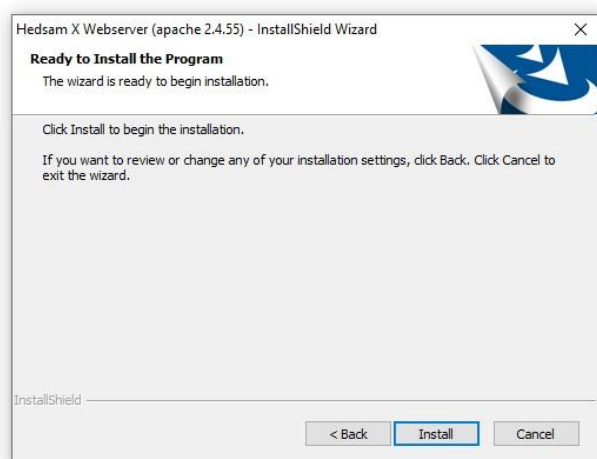 Hedsam X Webserver (apache 2.4.55) - InstallShield Wizard
Ready to Install the Program
The wizard is ready to begin installation.
Click Install to begin the installation.
If you want to review or change any of your installation settings, click Back. Click Cancel to
exit the wizard.
InstallShield
< Back Install Cancel